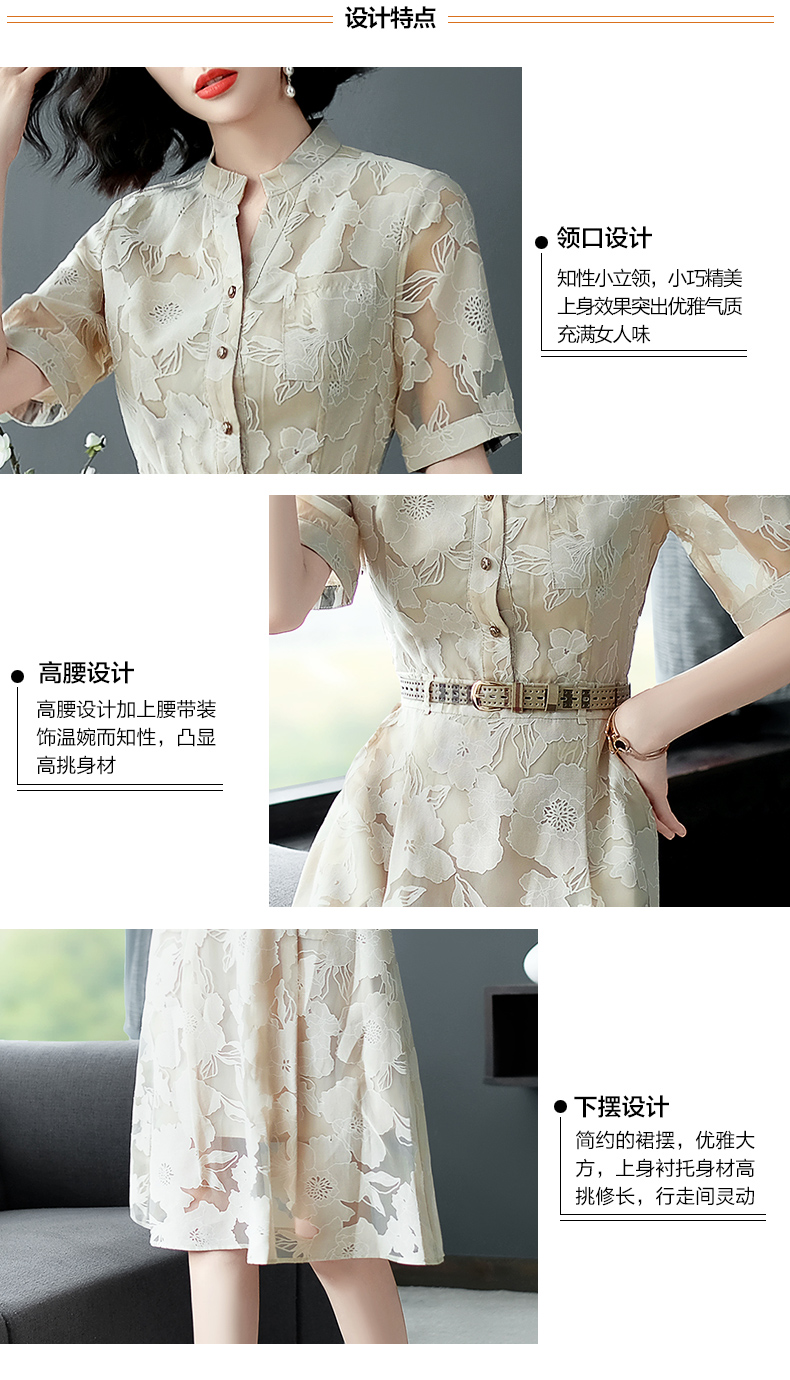 设计特点
领口设计
知性小立领，小巧精美
上身效果突出优雅气质
充满女人味
高腰设计
高腰设计加上腰带装
饰温婉而知性，凸显
高挑身材
下摆设计
简约的裙摆，优雅大
方，上身衬托身材高
挑修长，行走间灵动